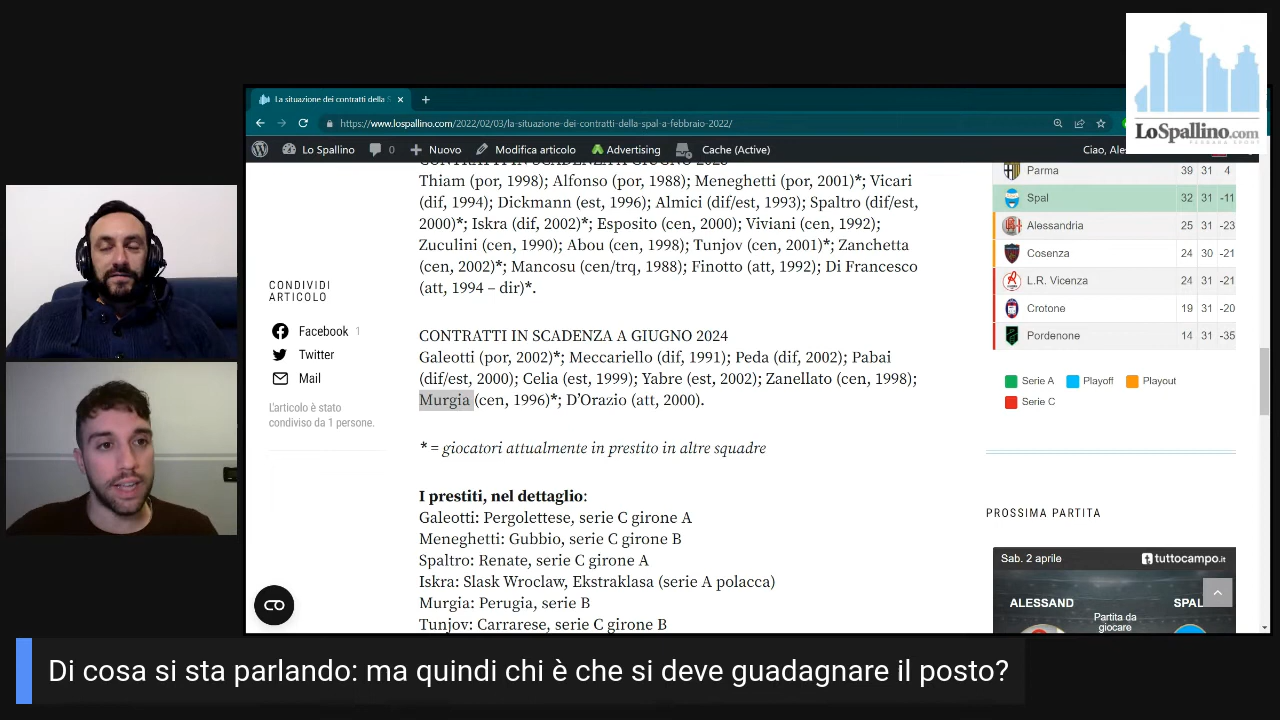 LoSpallino.com
FERRARA SPORT
La situazione dei contratti della S
https://www.lospallino.com/2022/02/03/la-situazione-dei-contratti-della-spal-a-febbraio-2022/
Lo Spallino 0 Nuovo Modifica articolo Advertising Cache (Active) Ciao, Ales
CONTRATTI IN SCADENZA A GIUGNO 2023
Thiam (por, 1998); Alfonso (por, 1988); Meneghetti (por, 2001)*; Vicari
(dif, 1994); Dickmann (est, 1996); Almici (dif/est, 1993); Spaltro (dif/est,
2000)*; Iskra (dif, 2002)*; Esposito (cen, 2000); Viviani (cen, 1992);
Zuculini (cen, 1990); Abou (cen, 1998); Tunjov (cen, 2001)*; Zanchetta
(cen, 2002)*; Mancosu (cen/trq, 1988); Finotto (att, 1992); Di Francesco
(att, 1994 – dir)*.
CONTRATTI IN SCADENZA A GIUGNO 2024
Galeotti (por, 2002)*; Meccariello (dif, 1991); Peda (dif, 2002); Pabai
(dif/est, 2000); Celia (est, 1999); Yabre (est, 2002); Zanellato (cen, 1998);
Murgia (cen, 1996)*; D’Orazio (att, 2000).
* = giocatori attualmente in prestito in altre squadre
I prestiti, nel dettaglio:
Galeotti: Pergolettese, serie C girone A
Meneghetti: Gubbio, serie C girone B
Spaltro: Renate, serie C girone A
Iskra: Slask Wroclaw, Ekstraklasa (serie A polacca)
Murgia: Perugia, serie B
Tunjov: Carrarese, serie C girone B
CONDIVIDI
ARTICOLO
Facebook 1
Twitter
Mail
L'articolo è stato
condiviso da 1 persone.
Parma 39 31 4
Spal 32 31 -11
Alessandria 25 31 -23
Cosenza 24 30 -21
L.R. Vicenza 24 31 -21
Crotone 19 31 -20
Pordenone 14 31 -35
Serie A Playoff Playout
Serie C
PROSSIMA PARTITA
Sab. 2 aprile tuttocampo.it
ALESSAND SPAL
Partita da
giocare
Di cosa si sta parlando: ma quindi chi è che si deve guadagnare il posto?